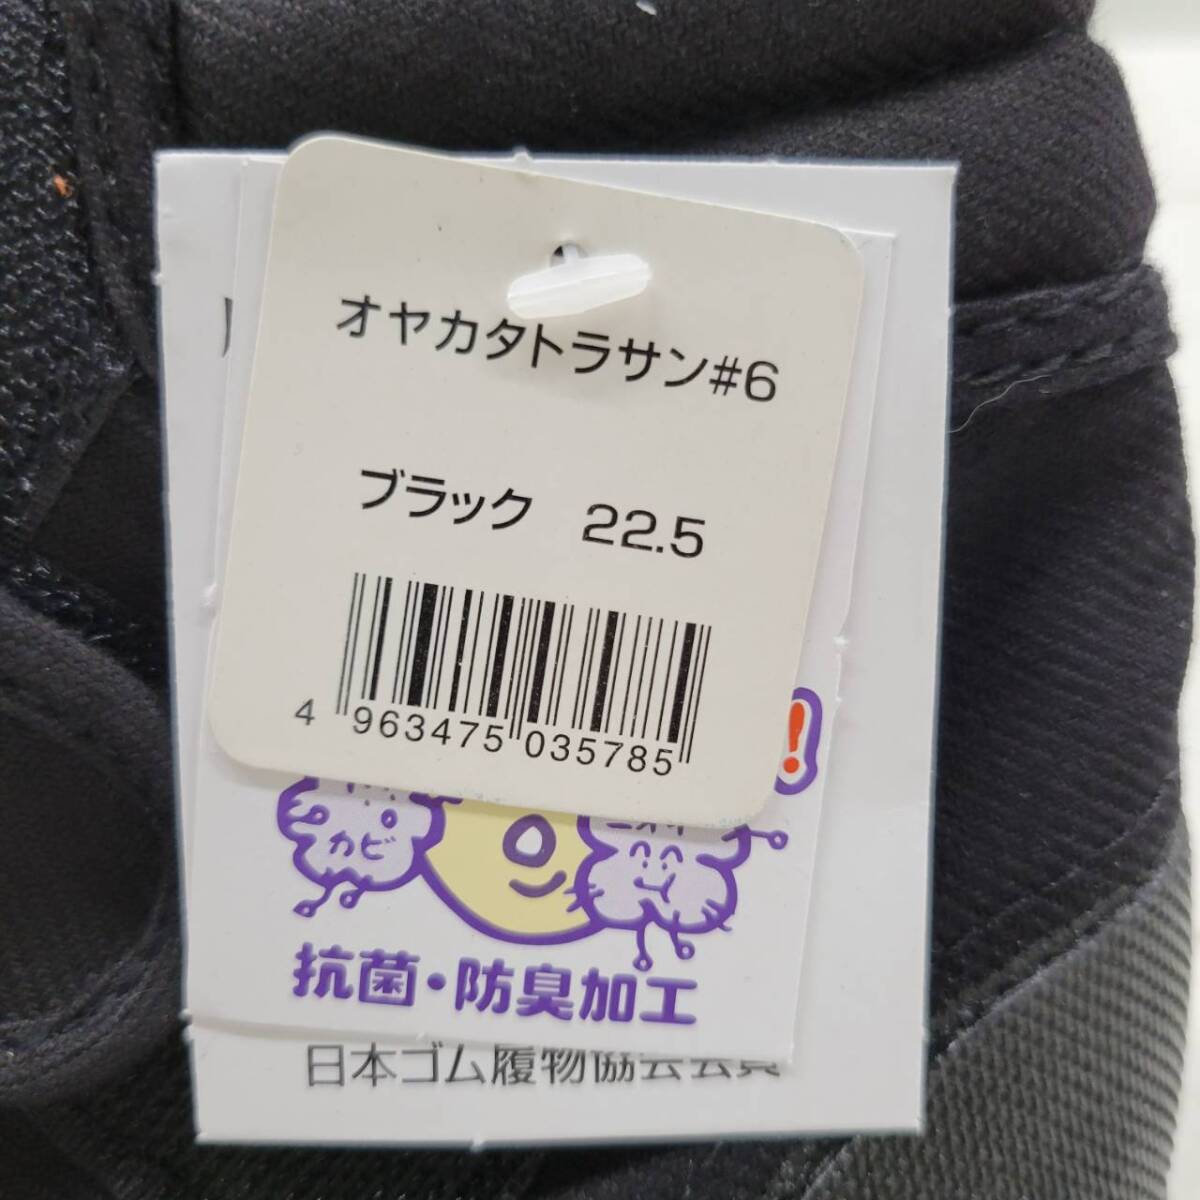 オヤカタトラサン#6
ブラック 22.5
4 963475 035785
!
カビ
抗菌・防臭加工
日本ゴム履物協会会員